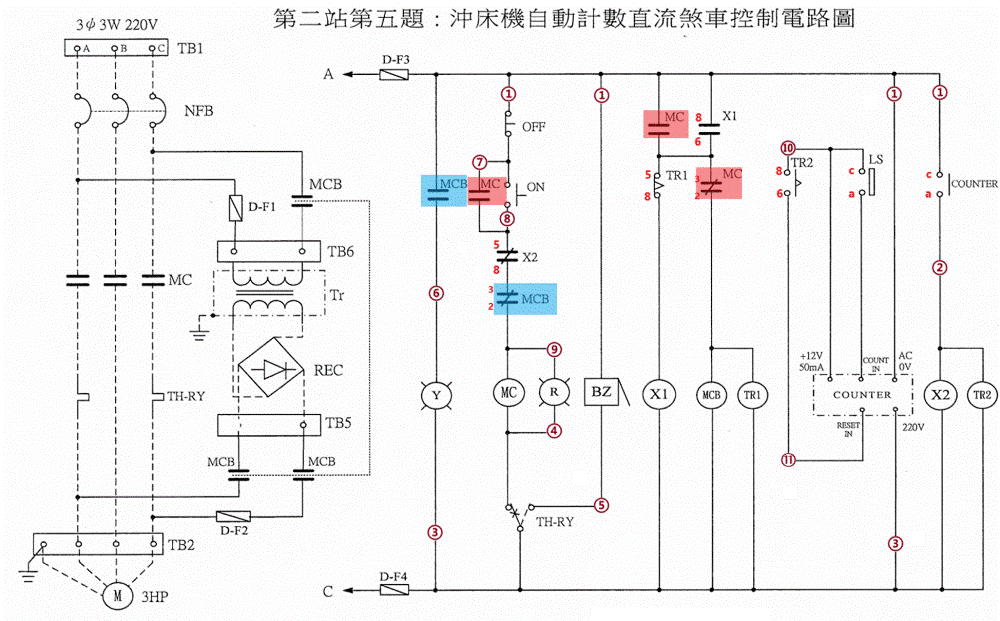 第二站第五題：沖床機自動計數直流煞車控制電路圖
3ϕ 3W 220V
A B C TB1
NFB
MCB
D-F1
TB6
MC
Tr
REC
TH-RY
TB5
MCB MCB
D-F2
TB2
M 3HP
A D-F3
1 1 1 1
OFF
MC 8 X1
6
7
MCB MC ON
8
5 TR1
8
3 MC
2
10
8 TR2
6
c LS
a
c COUNTER
a
5 X2
8
6
3 MCB
2
2
9
4
Y MC R BZ X1 MCB TR1
+12V
50mA
COUNT
IN
AC
0V
COUNTER
RESET
IN
220V
X2 TR2
11
TH-RY 5
3 3
C D-F4